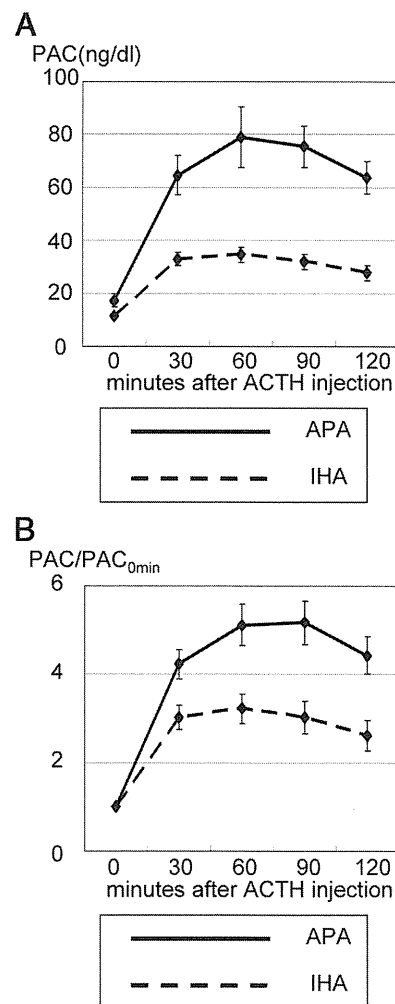 A
PAC(ng/dl)
100
80
60
40
20
0
0 30 60 90 120
minutes after ACTH injection
APA
IHA
B
PAC/PAC0min
6
4
2
0
0 30 60 90 120
minutes after ACTH injection
APA
IHA